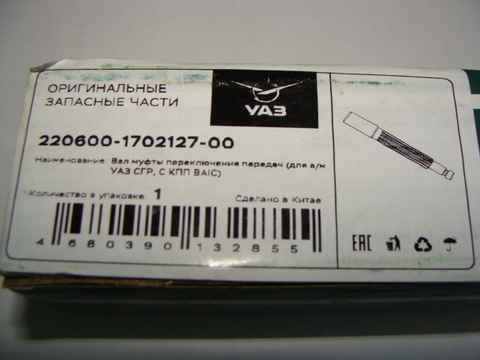 ОРИГИНАЛЬНЫЕ
ЗАПАСНЫЕ ЧАСТИ
УАЗ
220600-1702127-00
Наименование: Вал муфты переключения передач (для а/м
УАЗ СГР, С КПП BAIC)
Количество в упаковке: 1
Сделано в Китае
4 680390 132855
EAC